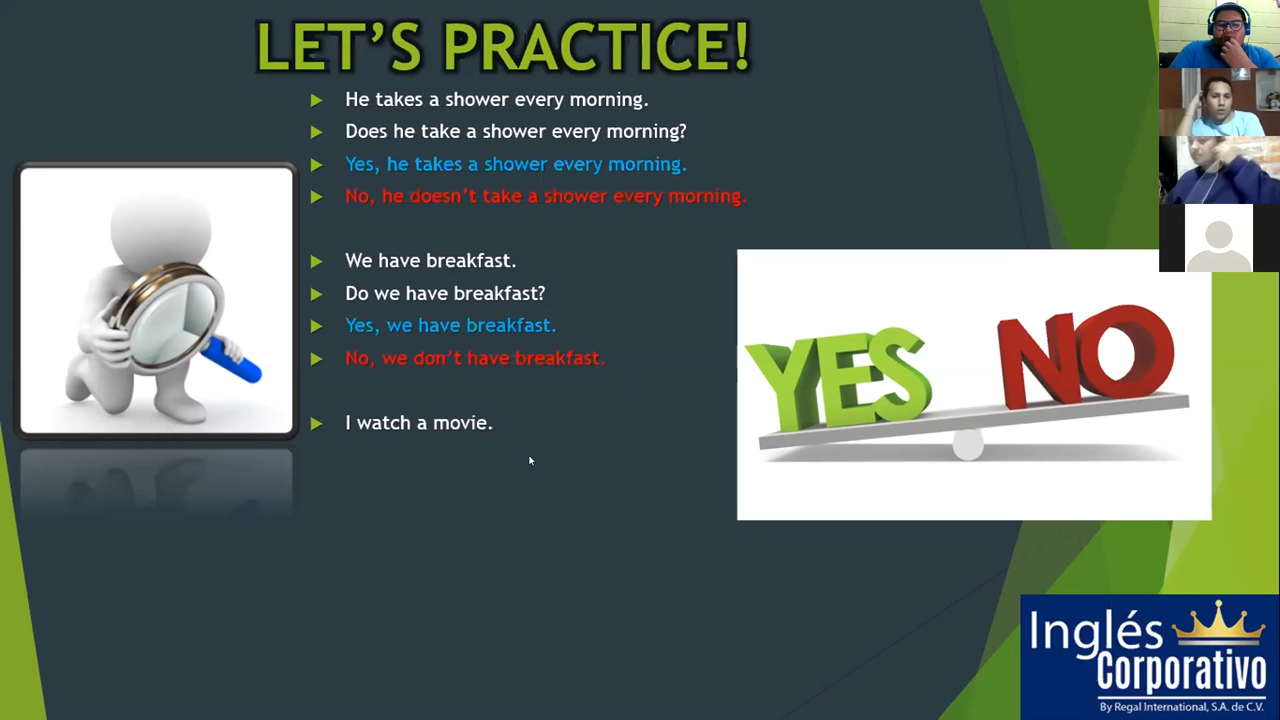 LET'S PRACTICE!
He takes a shower every morning.
Does he take a shower every morning?
Yes, he takes a shower every morning.
No, he doesn't take a shower every morning.
We have breakfast.
Do we have breakfast?
Yes, we have breakfast.
No, we don't have breakfast.
I watch a movie.
YES NO
Inglés
Corporativo
By Regal International, S.A. de C.V.